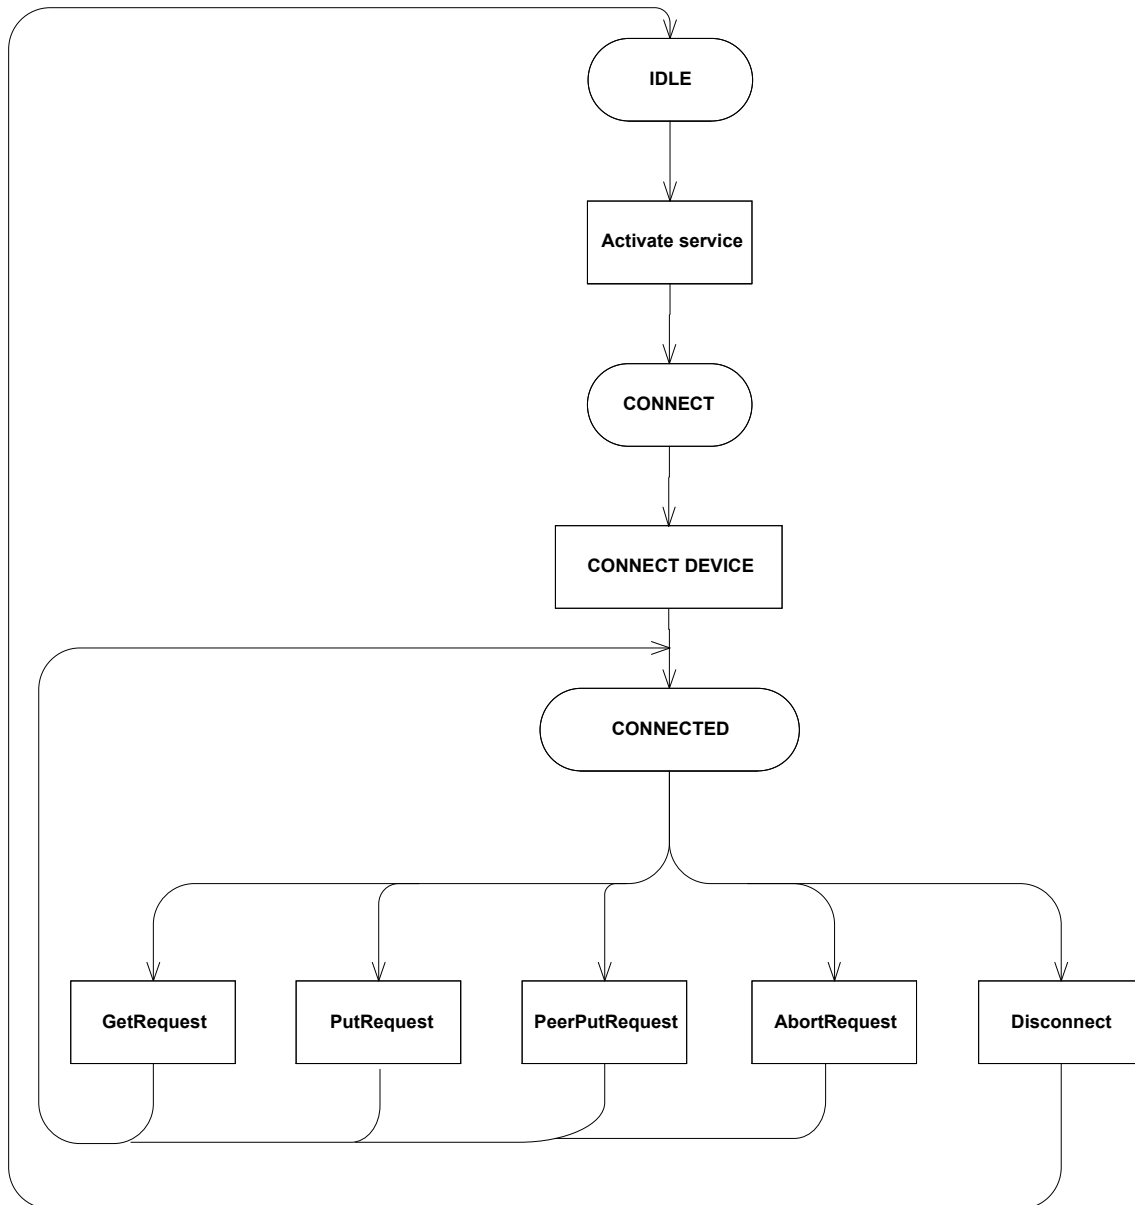 IDLE
Activate service
CONNECT
CONNECT DEVICE
CONNECTED
GetRequest
PutRequest
PeerPutRequest
AbortRequest
Disconnect